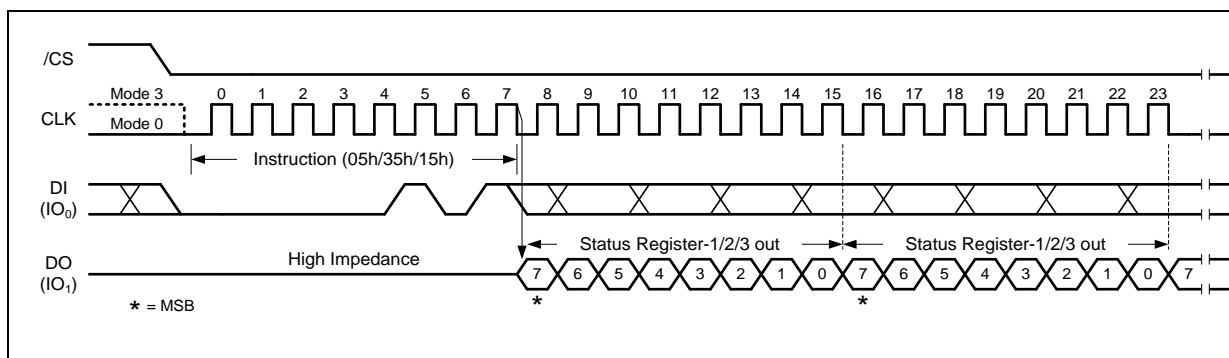 /CS
Mode 3 0 1 2 3 4 5 6 7 8 9 10 11 12 13 14 15 16 17 18 19 20 21 22 23
CLK
Mode 0
Instruction (05h/35h/15h)
DI
(IO₀)
Status Register-1/2/3 out Status Register-1/2/3 out
DO High Impedance
(IO₁) 7 6 5 4 3 2 1 0 7 6 5 4 3 2 1 0 7
* = MSB * *